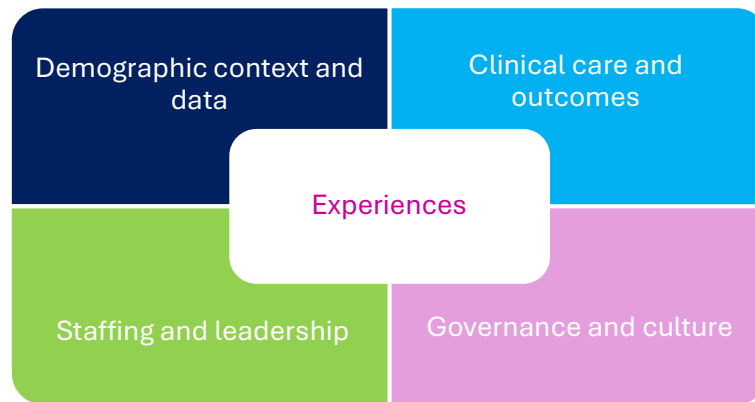 Demographic context and
data
Clinical care and
outcomes
Experiences
Staffing and leadership
Governance and culture